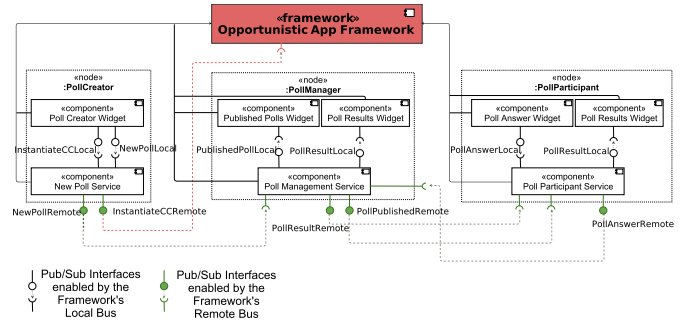 «framework»
Opportunistic App Framework
«node»
:PollCreator
«component»
Poll Creator Widget
InstantiateCCLocal
NewPollLocal
«component»
New Poll Service
NewPollRemote
InstantiateCCRemote
«node»
:PollManager
«component»
Published Polls Widget
«component»
Poll Results Widget
PublishedPollLocal
PollResultLocal
«component»
Poll Management Service
PollResultRemote
PollPublishedRemote
«node»
:PollParticipant
«component»
Poll Answer Widget
«component»
Poll Results Widget
PollAnswerLocal
PollResultLocal
«component»
Poll Participant Service
PollAnswerRemote
Pub/Sub Interfaces
enabled by the
Framework's
Local Bus
Pub/Sub Interfaces
enabled by the
Framework's
Remote Bus